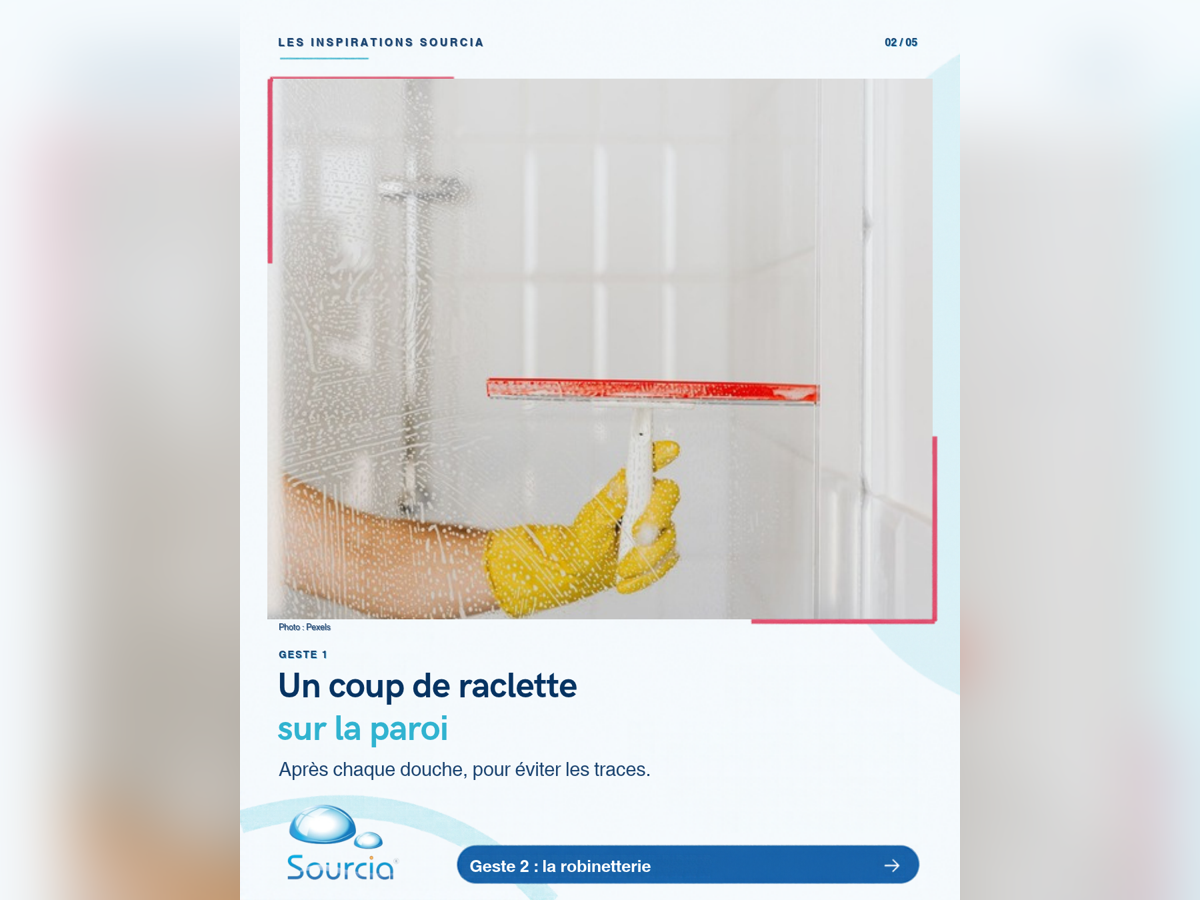 LES INSPIRATIONS SOURCIA
02 / 05
Photo : Pexels
GESTE 1
Un coup de raclette
sur la paroi
Après chaque douche, pour éviter les traces.
Sourcia
Geste 2 : la robinetterie →